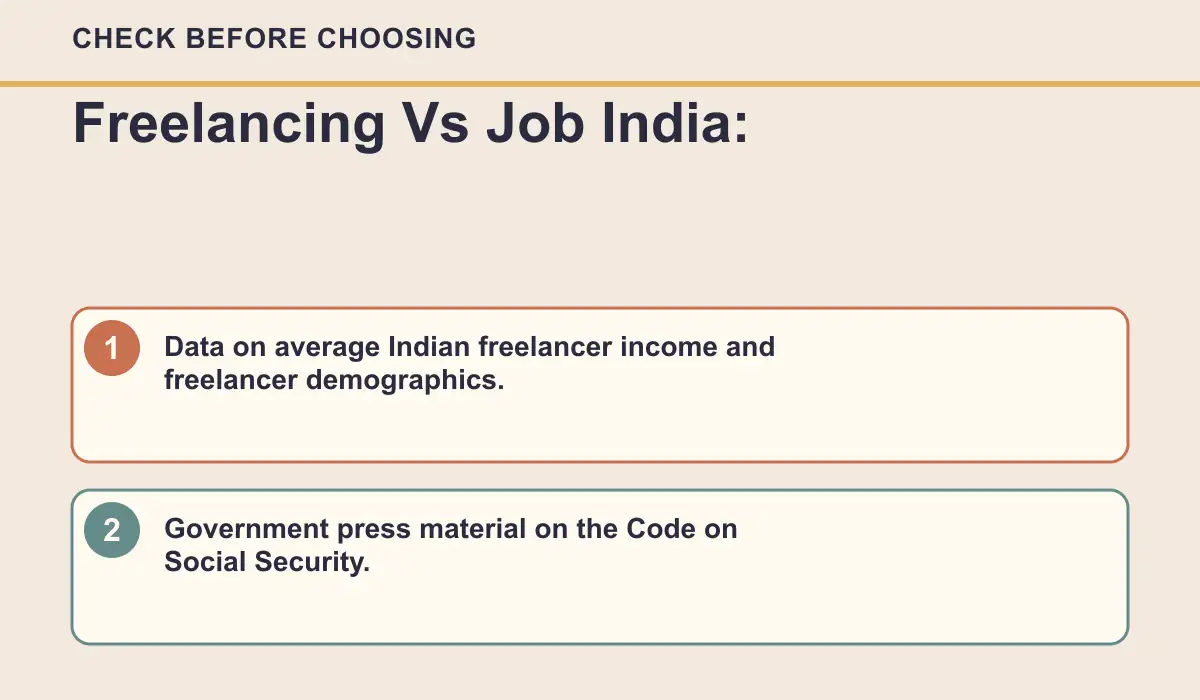 CHECK BEFORE CHOOSING
Freelancing Vs Job India:
1
Data on average Indian freelancer income and
freelancer demographics.
2
Government press material on the Code on
Social Security.